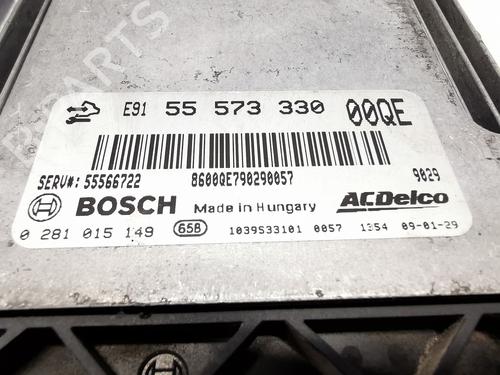 E91 55 573 330 00QE
SERV#: 55566722 8600QE790290057 9029
BOSCH Made in Hungary ACDelco
0 281 015 149 65B 1039S33101 0057 1354 09-01-29